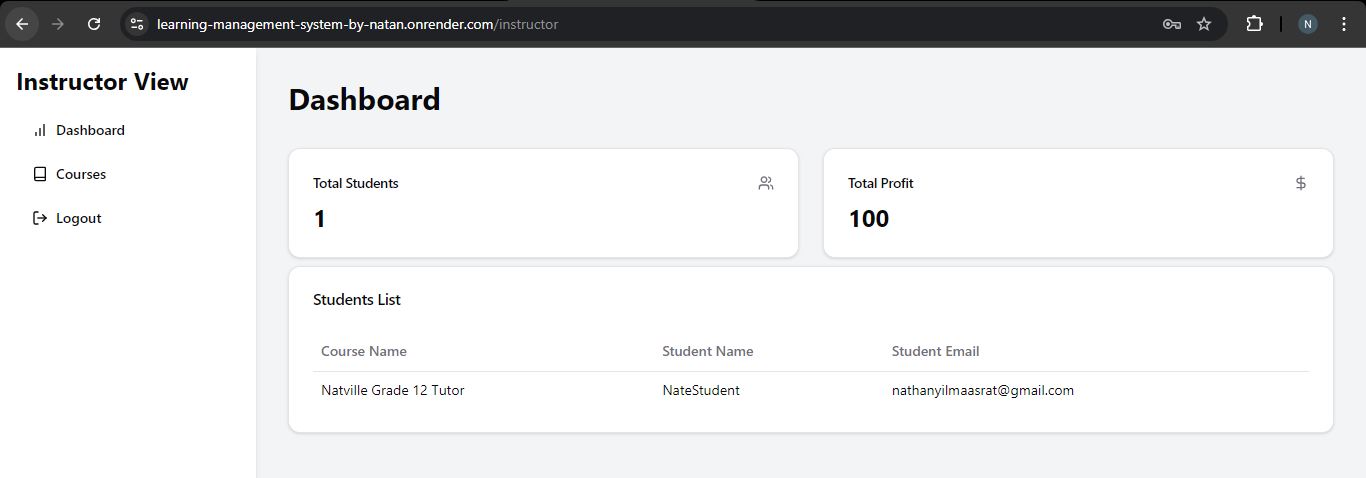 learning-management-system-by-natan.onrender.com/instructor
N
Instructor View
Dashboard
Courses
Logout
Dashboard
Total Students
1
Total Profit
$
100
Students List
Course Name Student Name Student Email
Natville Grade 12 Tutor NateStudent nathanyilmaasrat@gmail.com